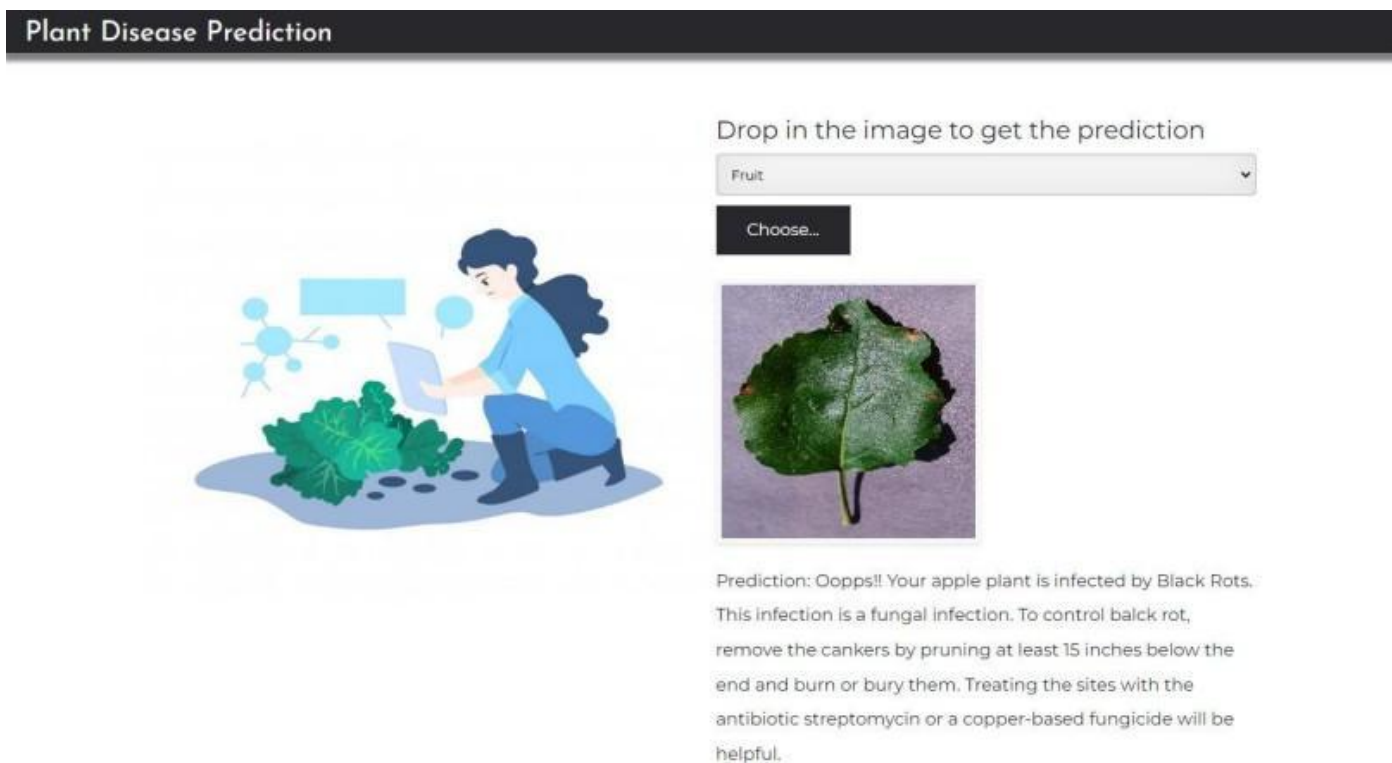 Plant Disease Prediction
Drop in the image to get the prediction
Fruit
Choose...
Prediction: Oopps!! Your apple plant is infected by Black Rots.
This infection is a fungal infection. To control balck rot,
remove the cankers by pruning at least 15 inches below the
end and burn or bury them. Treating the sites with the
antibiotic streptomycin or a copper-based fungicide will be
helpful.